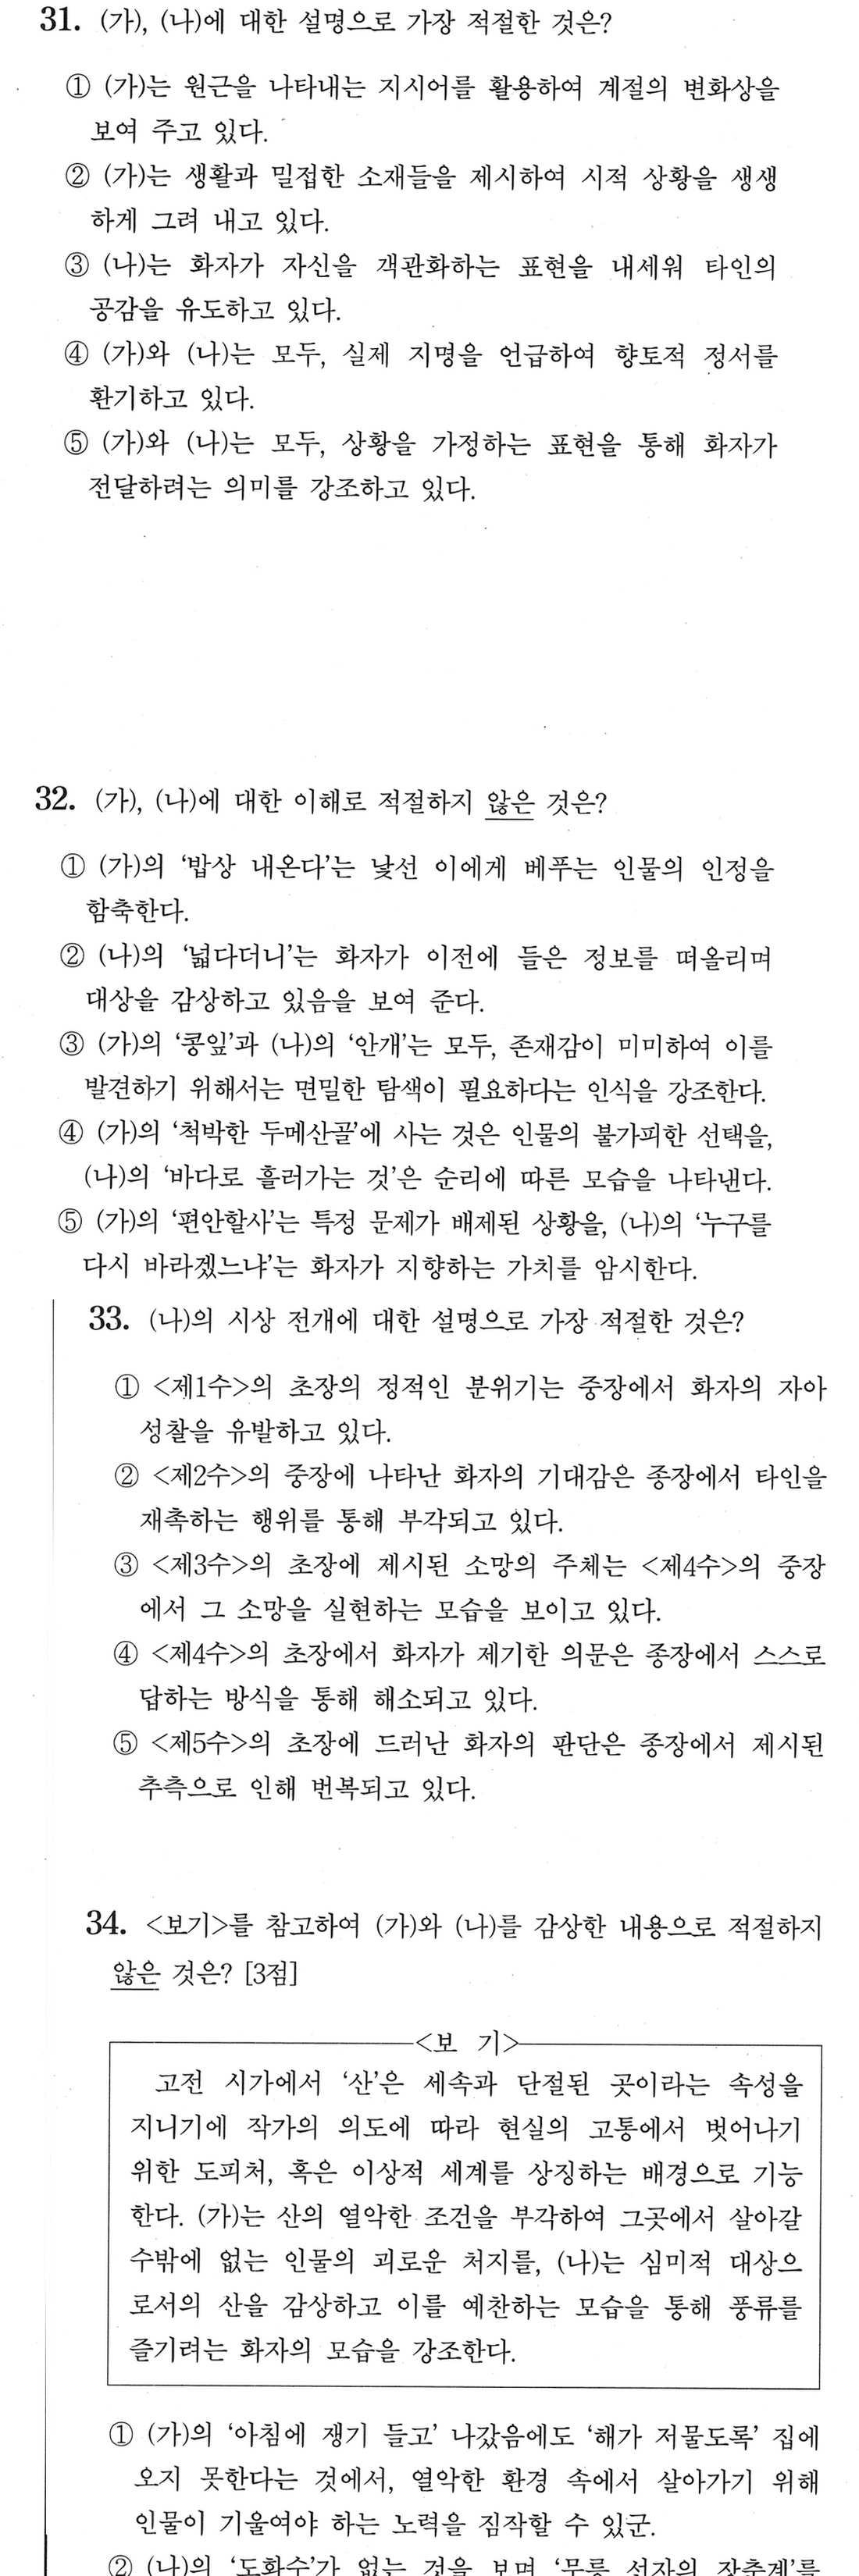 31. (가), (나)에 대한 설명으로 가장 적절한 것은?
① (가)는 원근을 나타내는 지시어를 활용하여 계절의 변화상을
보여 주고 있다.
② (가)는 생활과 밀접한 소재들을 제시하여 시적 상황을 생생
하게 그려 내고 있다.
③ (나)는 화자가 자신을 객관화하는 표현을 내세워 타인의
공감을 유도하고 있다.
④ (가)와 (나)는 모두, 실제 지명을 언급하여 향토적 정서를
환기하고 있다.
⑤ (가)와 (나)는 모두, 상황을 가정하는 표현을 통해 화자가
전달하려는 의미를 강조하고 있다.
32. (가), (나)에 대한 이해로 적절하지 않은 것은?
① (가)의 ‘밥상 내온다’는 낯선 이에게 베푸는 인물의 인정을
함축한다.
② (나)의 ‘넓다더니’는 화자가 이전에 들은 정보를 떠올리며
대상을 감상하고 있음을 보여 준다.
③ (가)의 ‘콩잎’과 (나)의 ‘안개’는 모두, 존재감이 미미하여 이를
발견하기 위해서는 면밀한 탐색이 필요하다는 인식을 강조한다.
④ (가)의 ‘척박한 두메산골’에 사는 것은 인물의 불가피한 선택을,
(나)의 ‘바다로 흘러가는 것’은 순리에 따른 모습을 나타낸다.
⑤ (가)의 ‘편안할사’는 특정 문제가 배제된 상황을, (나)의 ‘누구를
다시 바라겠느냐’는 화자가 지향하는 가치를 암시한다.
33. (나)의 시상 전개에 대한 설명으로 가장 적절한 것은?
① <제1수>의 초장의 정적인 분위기는 중장에서 화자의 자아
성찰을 유발하고 있다.
② <제2수>의 중장에 나타난 화자의 기대감은 종장에서 타인을
재촉하는 행위를 통해 부각되고 있다.
③ <제3수>의 초장에 제시된 소망의 주체는 <제4수>의 중장
에서 그 소망을 실현하는 모습을 보이고 있다.
④ <제4수>의 초장에서 화자가 제기한 의문은 종장에서 스스로
답하는 방식을 통해 해소되고 있다.
⑤ <제5수>의 초장에 드러난 화자의 판단은 종장에서 제시된
추측으로 인해 번복되고 있다.
34. <보기>를 참고하여 (가)와 (나)를 감상한 내용으로 적절하지
않은 것은? [3점]
<보 기>
고전 시가에서 ‘산’은 세속과 단절된 곳이라는 속성을
지니기에 작가의 의도에 따라 현실의 고통에서 벗어나기
위한 도피처, 혹은 이상적 세계를 상징하는 배경으로 기능
한다. (가)는 산의 열악한 조건을 부각하여 그곳에서 살아갈
수밖에 없는 인물의 괴로운 처지를, (나)는 심미적 대상으
로서의 산을 감상하고 이를 예찬하는 모습을 통해 풍류를
즐기려는 화자의 모습을 강조한다.
① (가)의 ‘아침에 쟁기 들고’ 나갔음에도 ‘해가 저물도록’ 집에
오지 못한다는 것에서, 열악한 환경 속에서 살아가기 위해
인물이 기울여야 하는 노력을 짐작할 수 있군.
② (나)의 ‘도화수’가 없는 것을 보며 ‘무릉 선자의 잔춘계’를